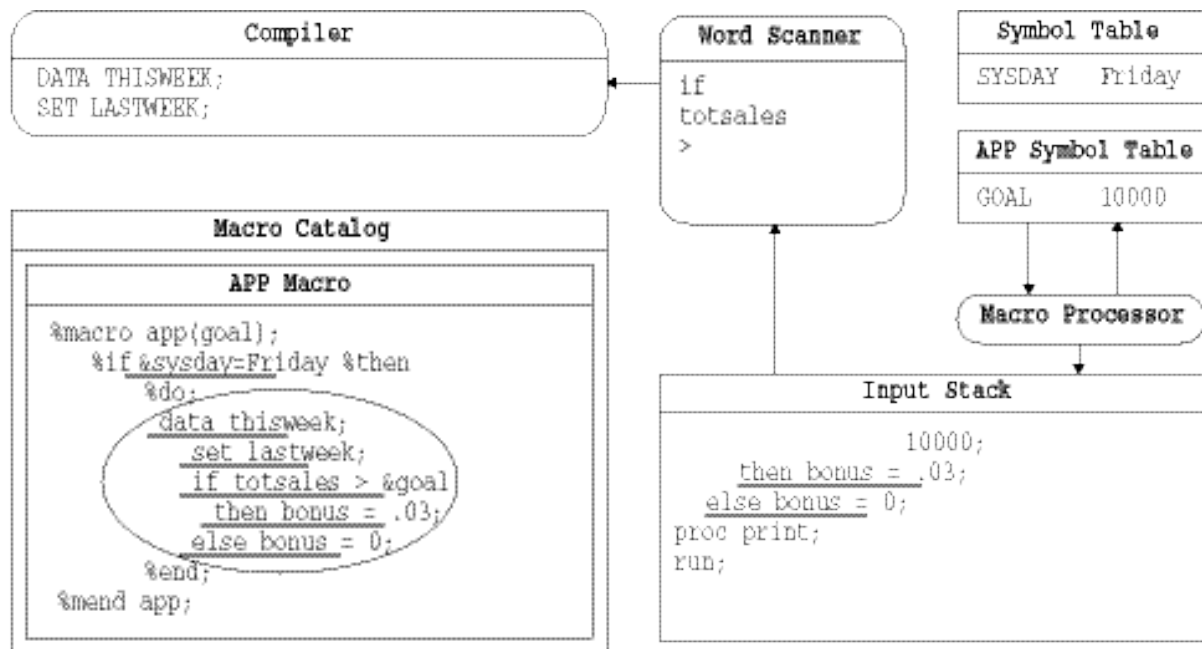 Compiler
DATA THISWEEK;
SET LASTWEEK;
Word Scanner
if
totsales
>
Symbol Table
SYSDAY Friday
APP Symbol Table
GOAL 10000
Macro Processor
Macro Catalog
APP Macro
%macro app(goal);
%if &sysday=Friday %then
%do;
data thisweek;
set lastweek;
if totsales > &goal
then bonus = .03;
else bonus = 0;
%end;
%mend app;
Input Stack
10000;
then bonus = .03;
else bonus = 0;
proc print;
run;